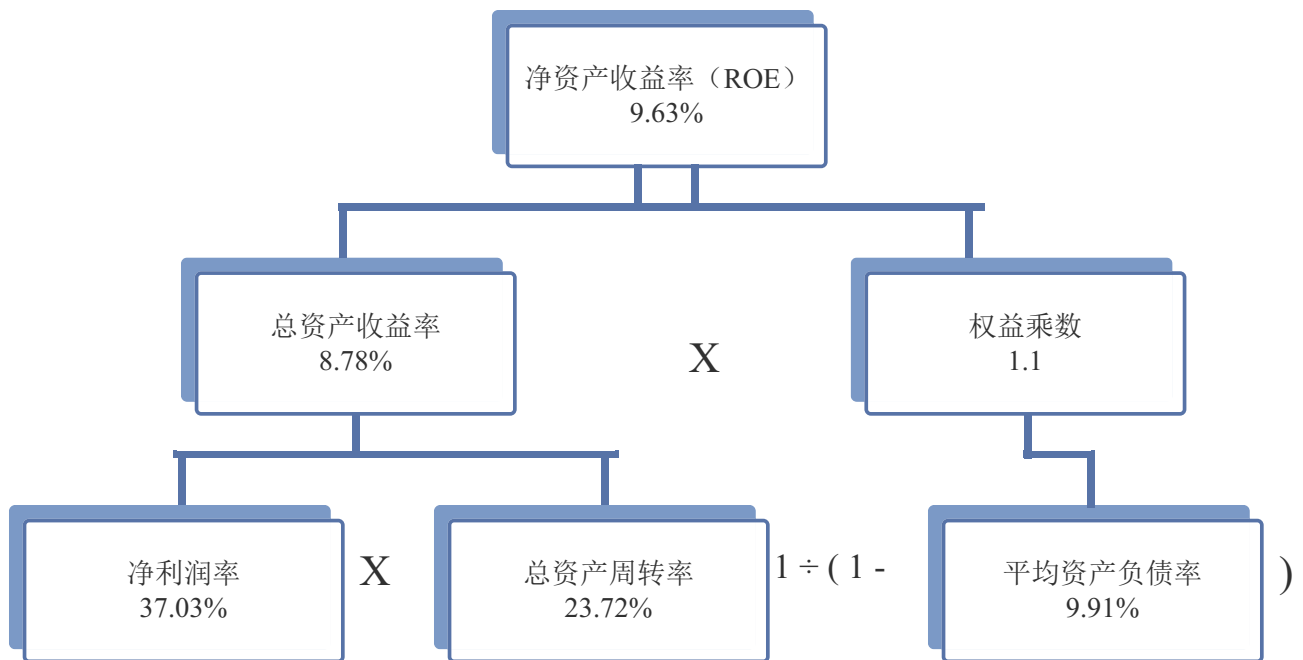 净资产收益率（ROE）
9.63%
总资产收益率
8.78%
X
权益乘数
1.1
净利润率
37.03%
X
总资产周转率
23.72%
1 ÷ ( 1 -
平均资产负债率
9.91%
)